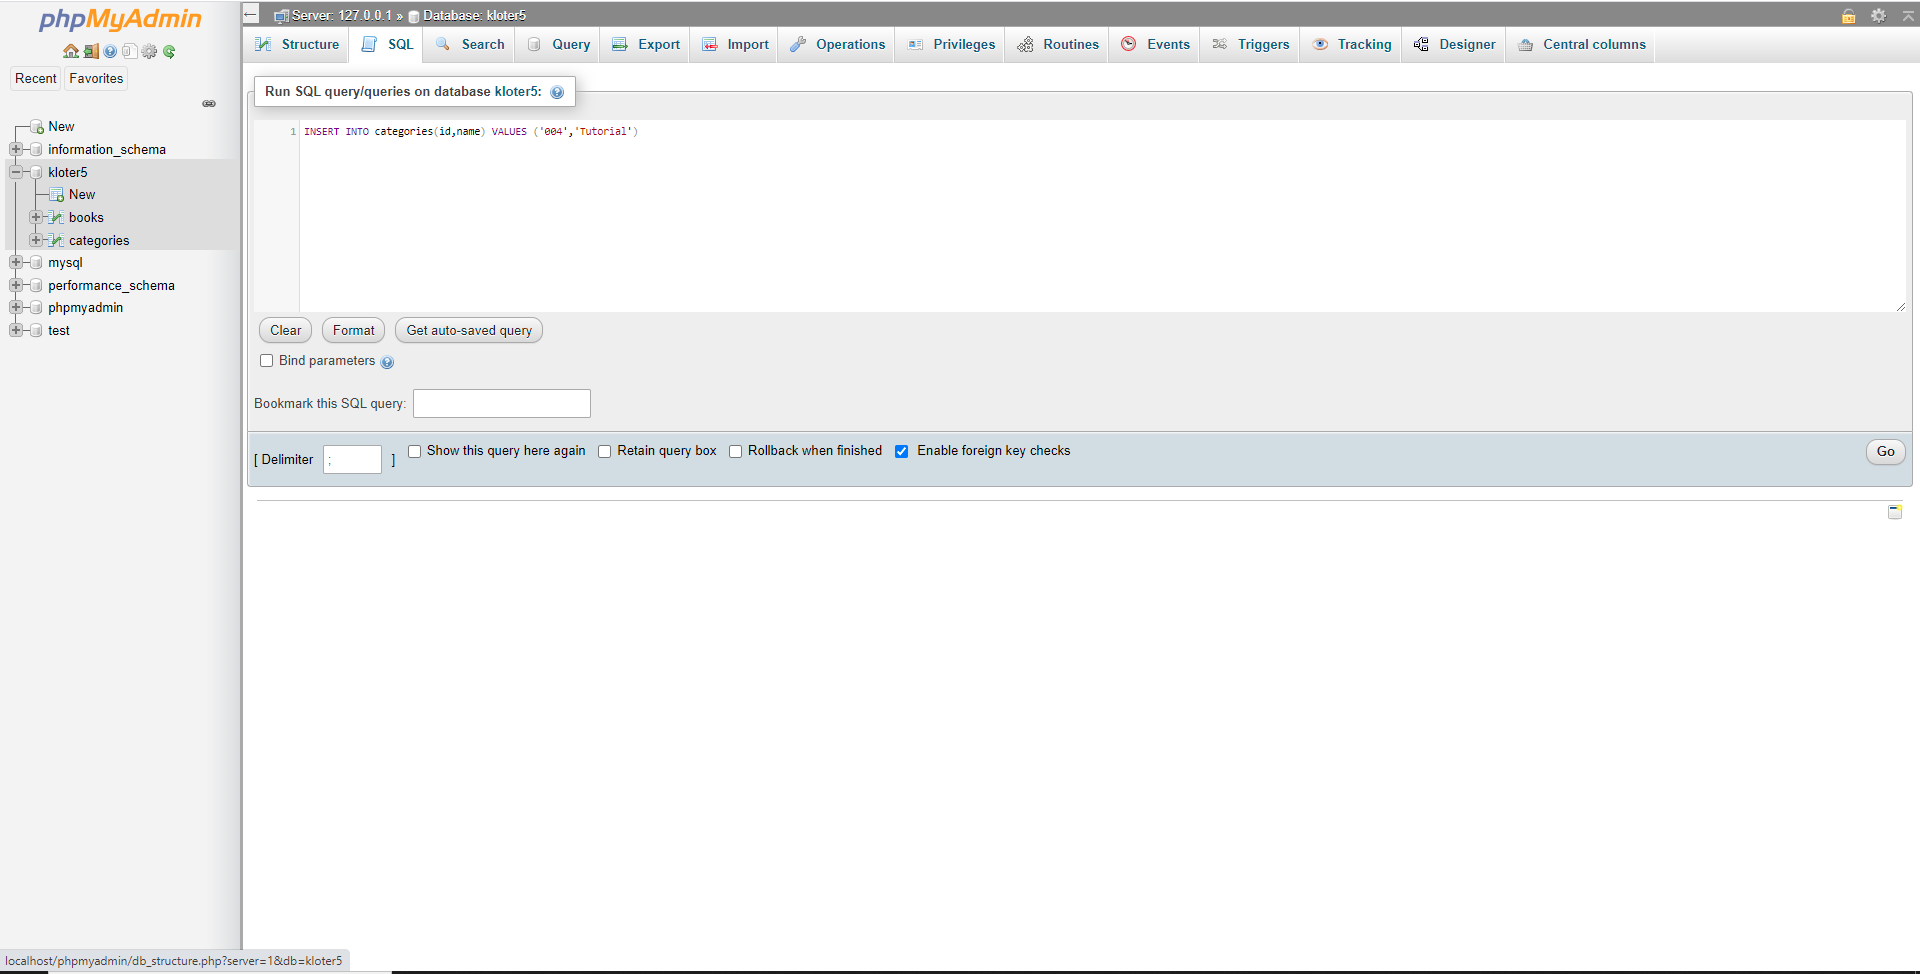 phpMyAdmin
Recent Favorites
New
information_schema
kloter5
New
books
categories
mysql
performance_schema
phpmyadmin
test
Server: 127.0.0.1 » Database: kloter5
Structure SQL Search Query Export Import Operations Privileges Routines Events Triggers Tracking Designer Central columns
Run SQL query/queries on database kloter5:
1 INSERT INTO categories(id,name) VALUES ('004','Tutorial')
Clear Format Get auto-saved query
Bind parameters
Bookmark this SQL query:
[ Delimiter ; ] Show this query here again Retain query box Rollback when finished Enable foreign key checks Go
localhost/phpmyadmin/db_structure.php?server=1&db=kloter5